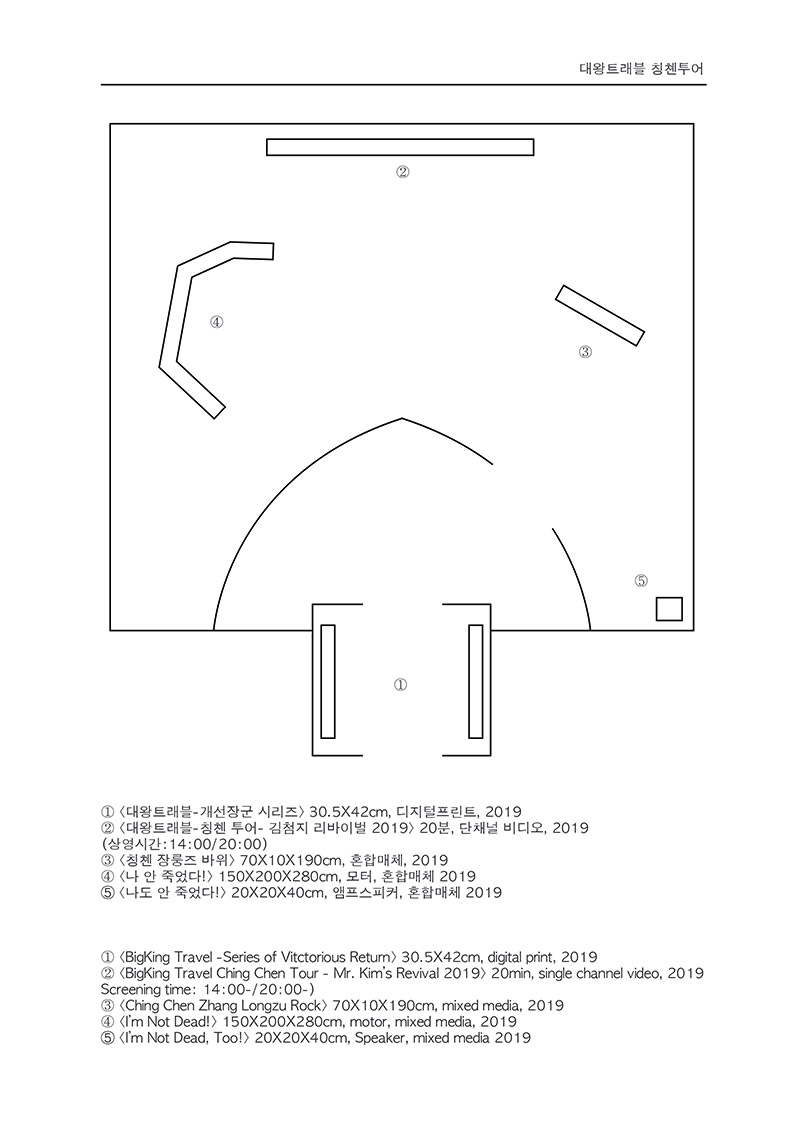 대왕트래블 칭첸투어
②
④
③
⑤
①
① 〈대왕트래블-개선장군 시리즈〉 30.5X42cm, 디지털프린트, 2019
② 〈대왕트래블-칭첸 투어- 김첨지 리바이벌 2019〉 20분, 단채널 비디오, 2019
(상영시간:14:00/20:00)
③ 〈칭첸 장룽즈 바위〉 70X10X190cm, 혼합매체, 2019
④ 〈나 안 죽었다!〉 150X200X280cm, 모터, 혼합매체 2019
⑤ 〈나도 안 죽었다!〉 20X20X40cm, 앰프스피커, 혼합매체 2019
① 〈BigKing Travel -Series of Vitctorious Return〉 30.5X42cm, digital print, 2019
② 〈BigKing Travel Ching Chen Tour - Mr. Kim's Revival 2019〉 20min, single channel video, 2019
Screening time: 14:00-/20:00-)
③ 〈Ching Chen Zhang Longzu Rock〉 70X10X190cm, mixed media, 2019
④ 〈I'm Not Dead!〉 150X200X280cm, motor, mixed media, 2019
⑤ 〈I'm Not Dead, Too!〉 20X20X40cm, Speaker, mixed media 2019